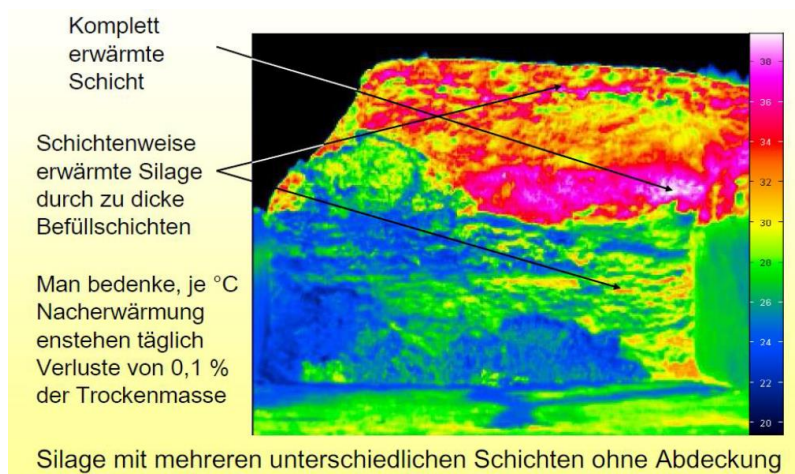 Komplett
erwärmte
Schicht
Schichtenweise
erwärmte Silage
durch zu dicke
Befüllschichten
Man bedenke, je °C
Nacherwärmung
enstehen täglich
Verluste von 0,1 %
der Trockenmasse
38
36
34
32
30
28
26
24
22
20
Silage mit mehreren unterschiedlichen Schichten ohne Abdeckung